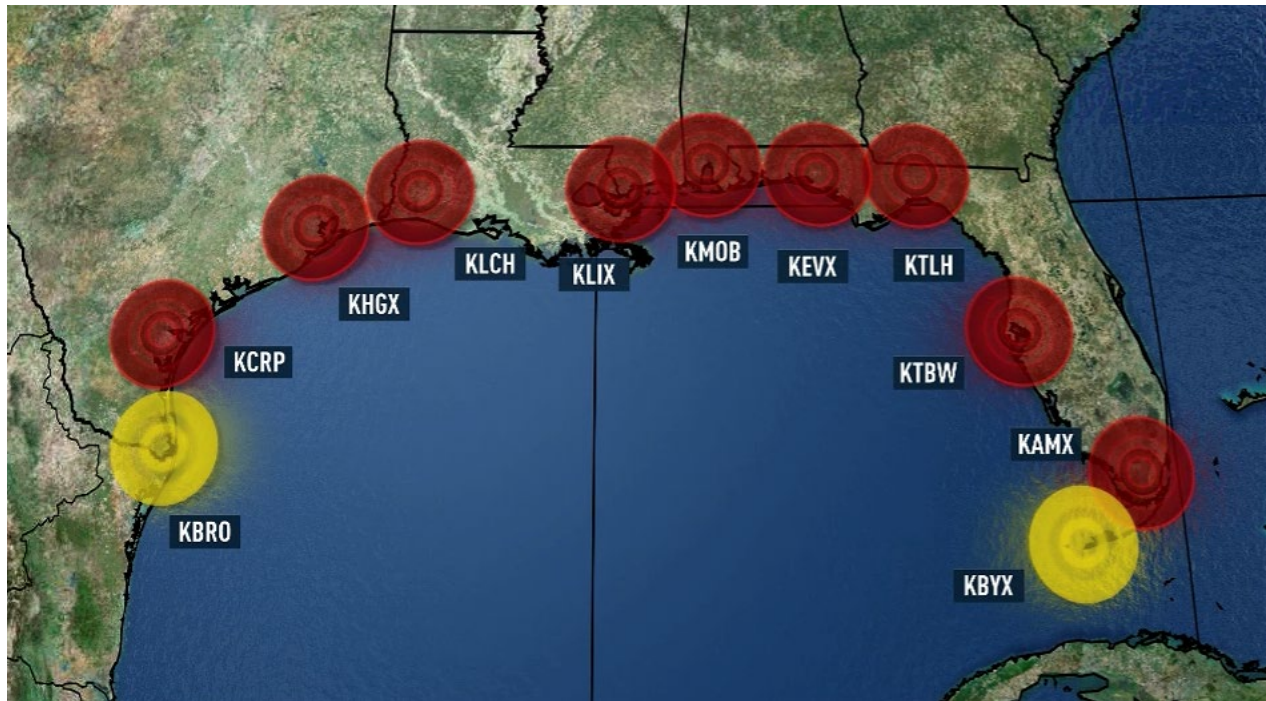 KLCH
KLIX
KMOB
KEVX
KTLH
KHGX
KCRP
KTBW
KAMX
KBRO
KBYX